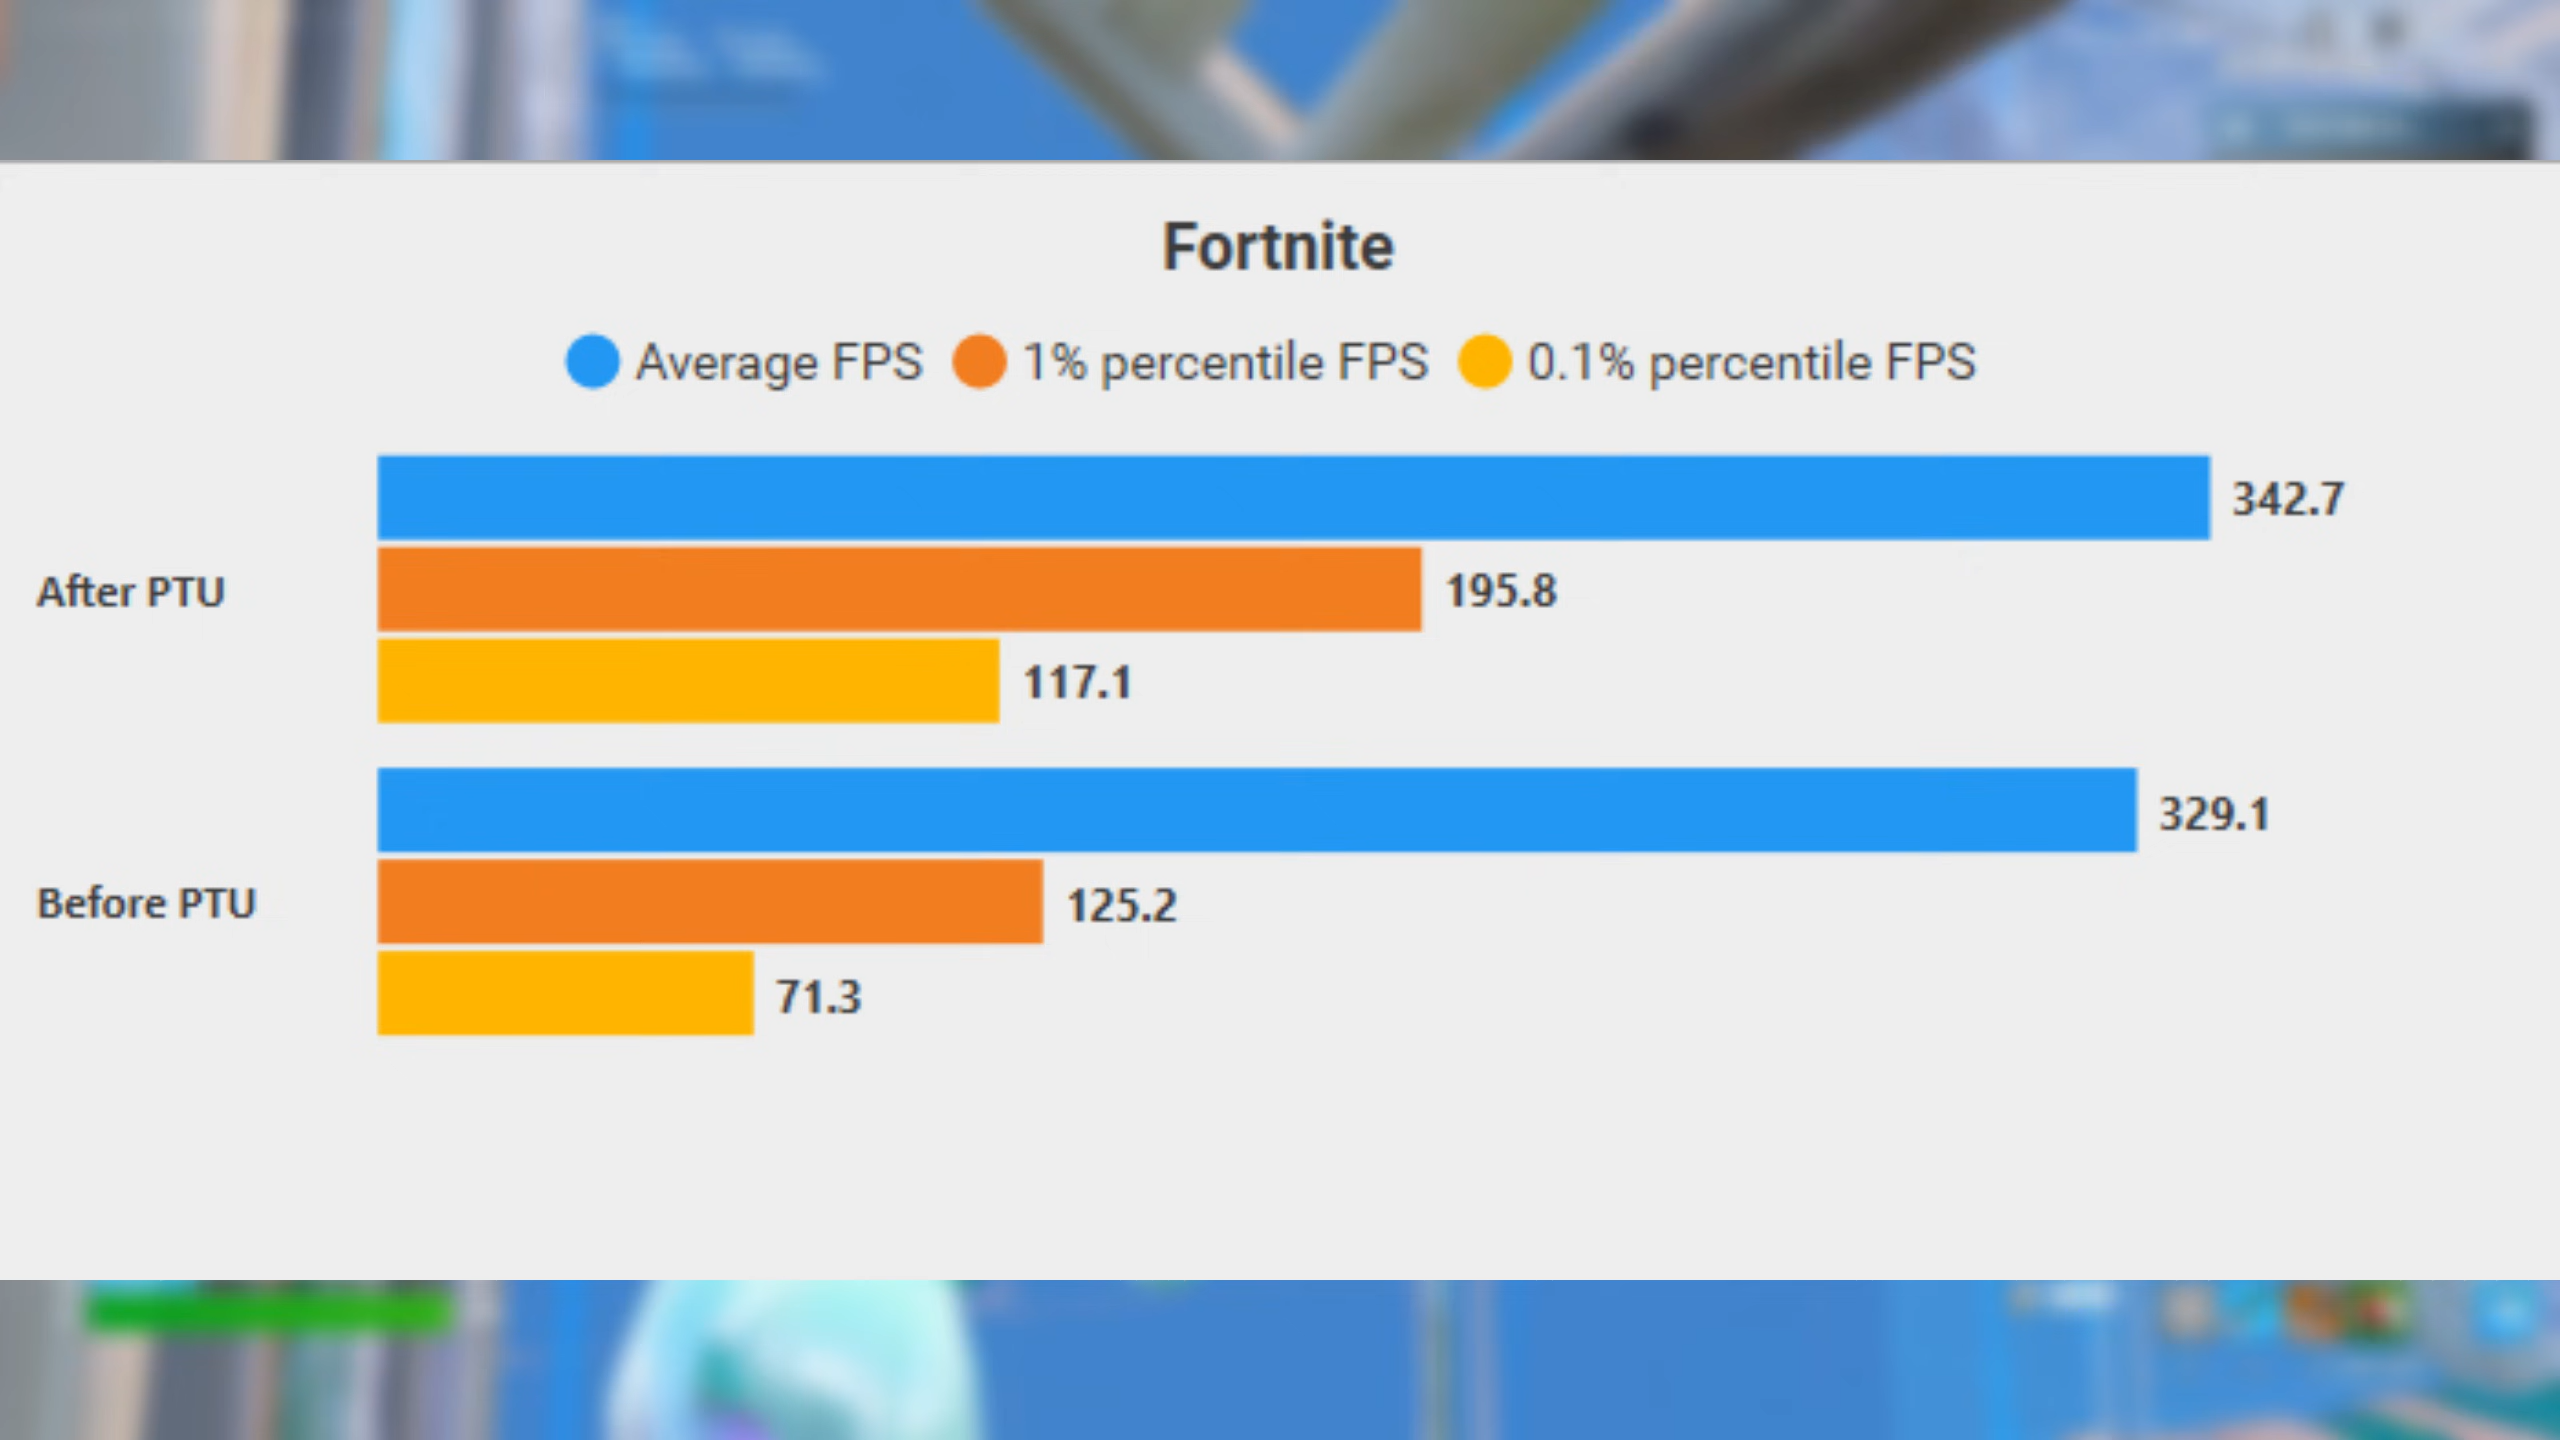 Fortnite
Average FPS 1% percentile FPS 0.1% percentile FPS
342.7
After PTU 195.8
117.1
329.1
Before PTU 125.2
71.3